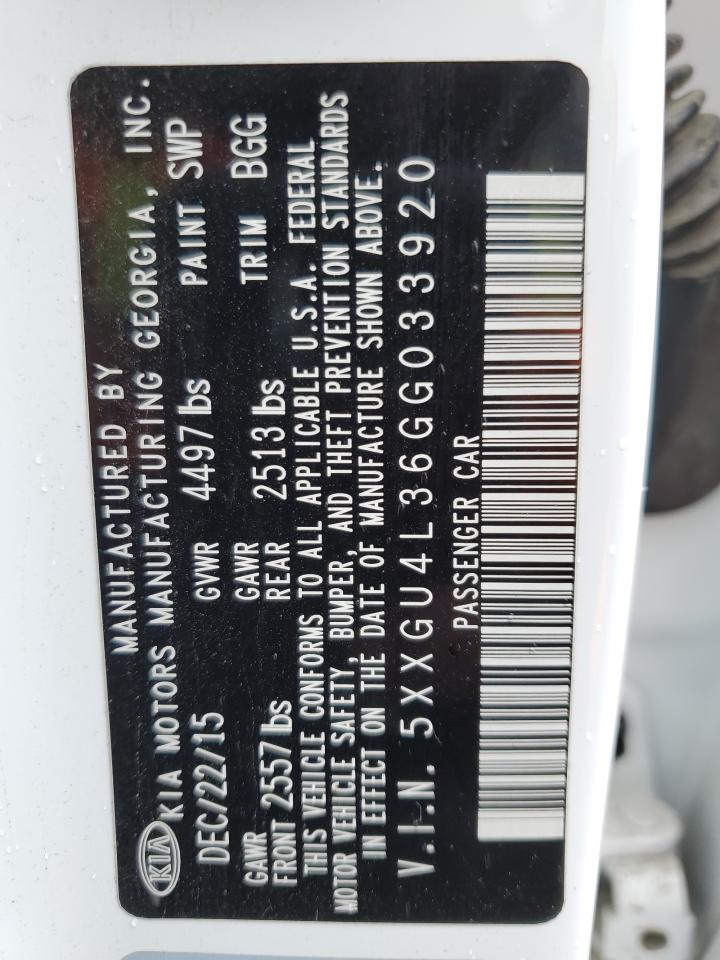 MANUFACTURED BY
KIA KIA MOTORS MANUFACTURING GEORGIA, INC.
DEC/22/15 GVWR 4497 lbs PAINT SWP
GAWR FRONT 2557 lbs GAWR REAR 2513 lbs TRIM BGG
THIS VEHICLE CONFORMS TO ALL APPLICABLE U.S.A. FEDERAL
MOTOR VEHICLE SAFETY, BUMPER, AND THEFT PREVENTION STANDARDS
IN EFFECT ON THE DATE OF MANUFACTURE SHOWN ABOVE.
V.I.N. 5XXGU4L36GG033920
PASSENGER CAR